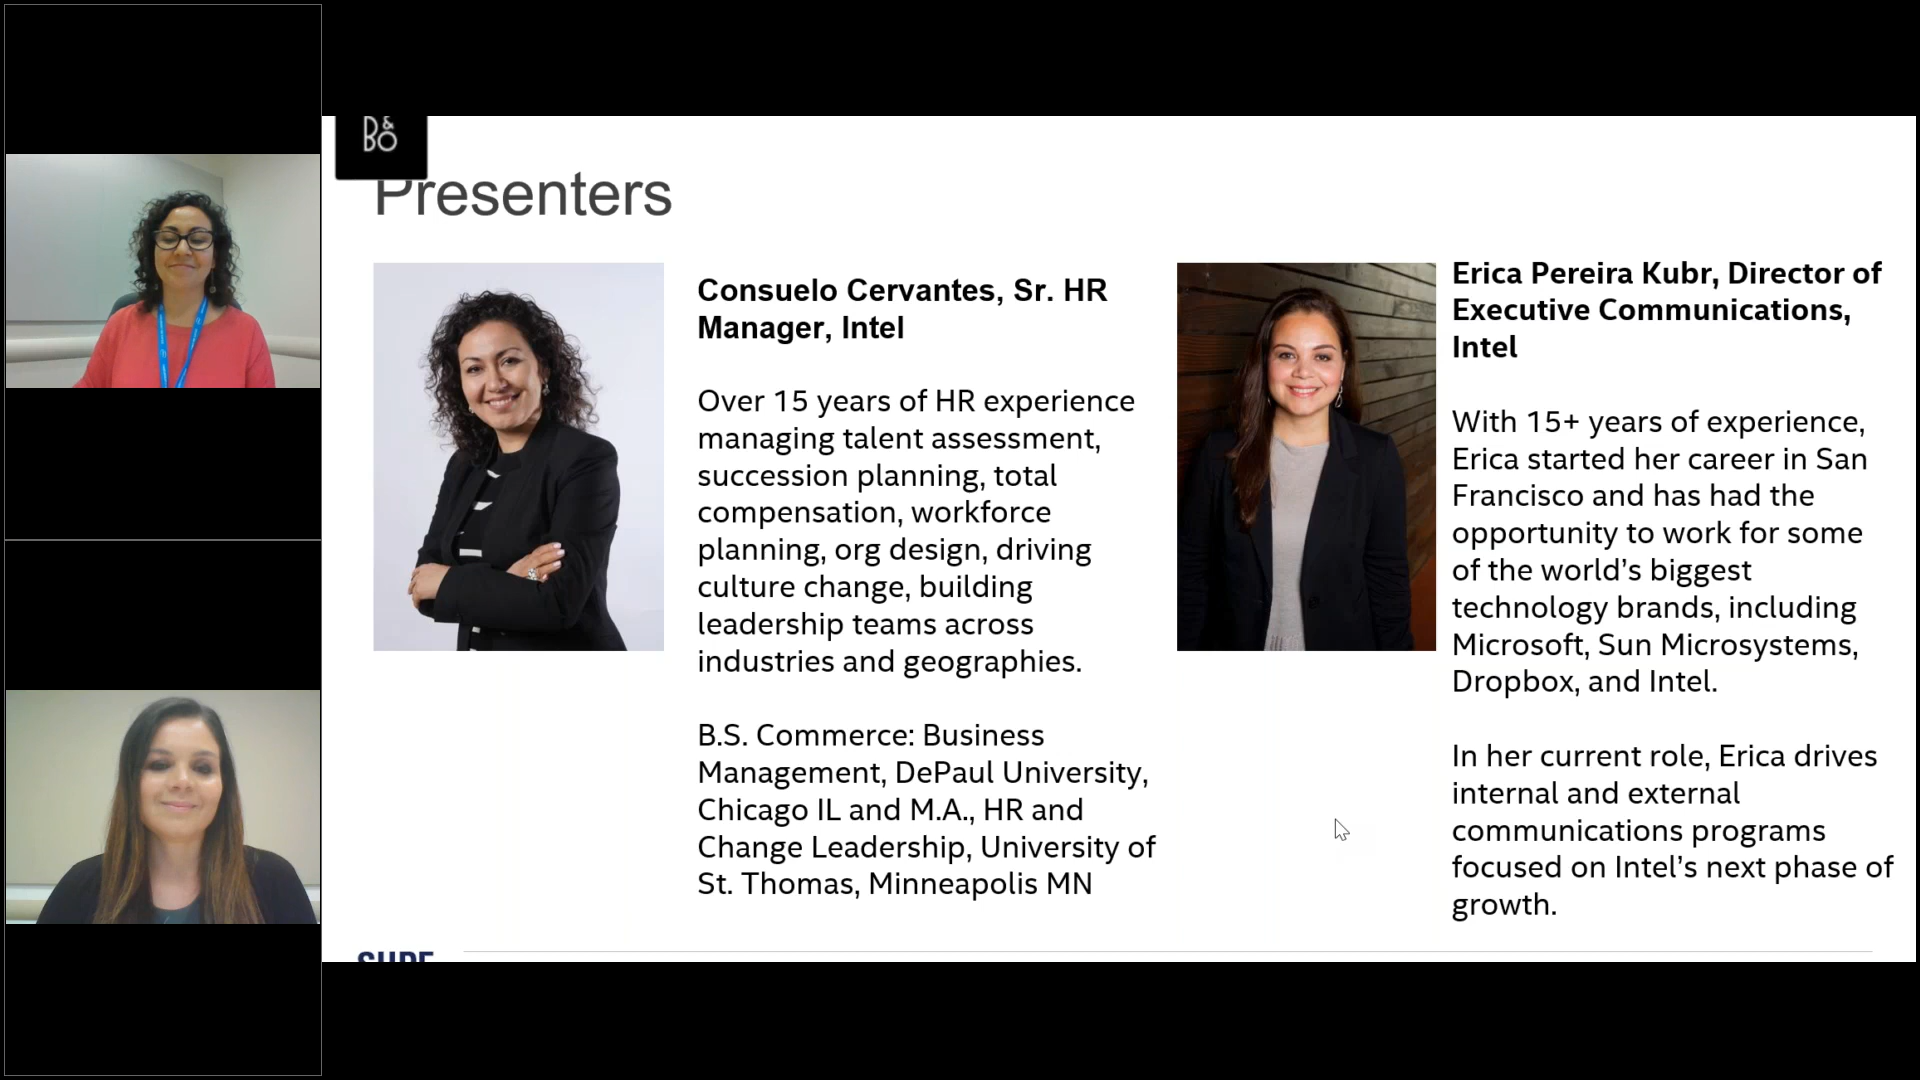 B&O
Presenters
Consuelo Cervantes, Sr. HR
Manager, Intel
Over 15 years of HR experience
managing talent assessment,
succession planning, total
compensation, workforce
planning, org design, driving
culture change, building
leadership teams across
industries and geographies.
B.S. Commerce: Business
Management, DePaul University,
Chicago IL and M.A., HR and
Change Leadership, University of
St. Thomas, Minneapolis MN
Erica Pereira Kubr, Director of
Executive Communications,
Intel
With 15+ years of experience,
Erica started her career in San
Francisco and has had the
opportunity to work for some
of the world’s biggest
technology brands, including
Microsoft, Sun Microsystems,
Dropbox, and Intel.
In her current role, Erica drives
internal and external
communications programs
focused on Intel’s next phase of
growth.